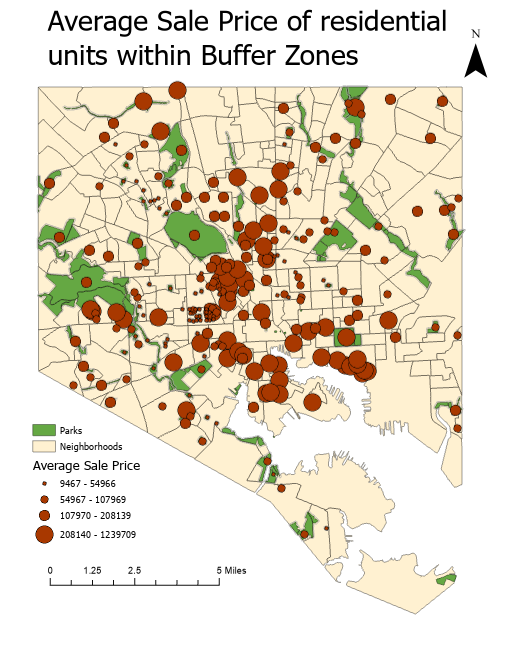 Average Sale Price of residential
units within Buffer Zones
N
Parks
Neighborhoods
Average Sale Price
9467 - 54966
54967 - 107969
107970 - 208139
208140 - 1239709
0 1.25 2.5 5 Miles